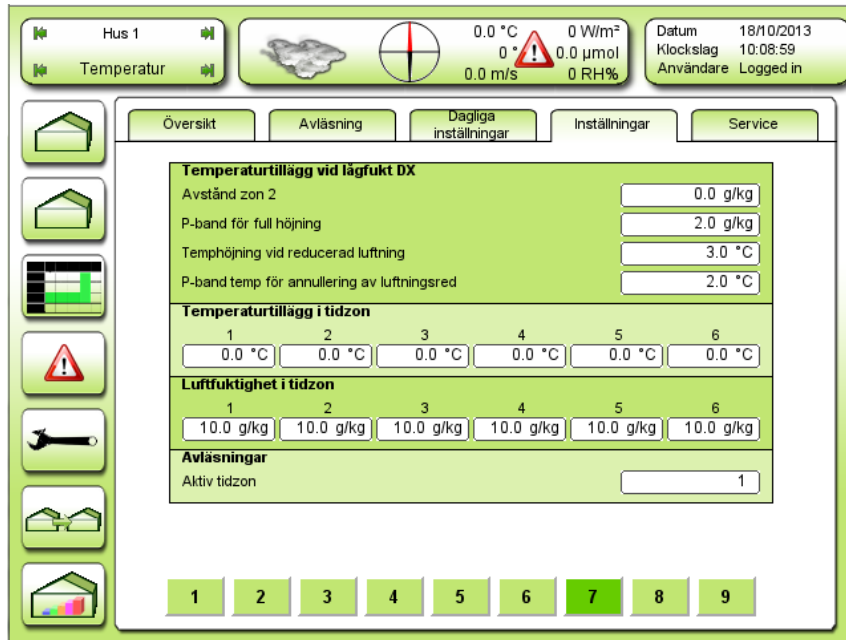 Hus 1
Temperatur
0.0 °C 0 W/m²
0 ° 0.0 µmol
0.0 m/s 0 RH%
Datum 18/10/2013
Klockslag 10:08:59
Användare Logged in
Översikt
Avläsning
Dagliga
inställningar
Inställningar
Service
Temperaturtillägg vid lågfukt DX
Avstånd zon 2 0.0 g/kg
P-band för full höjning 2.0 g/kg
Temphöjning vid reducerad luftning 3.0 °C
P-band temp för annullering av luftningsred 2.0 °C
Temperaturtillägg i tidzon
1 2 3 4 5 6
0.0 °C 0.0 °C 0.0 °C 0.0 °C 0.0 °C 0.0 °C
Luftfuktighet i tidzon
1 2 3 4 5 6
10.0 g/kg 10.0 g/kg 10.0 g/kg 10.0 g/kg 10.0 g/kg 10.0 g/kg
Avläsningar
Aktiv tidzon 1
1 2 3 4 5 6 7 8 9